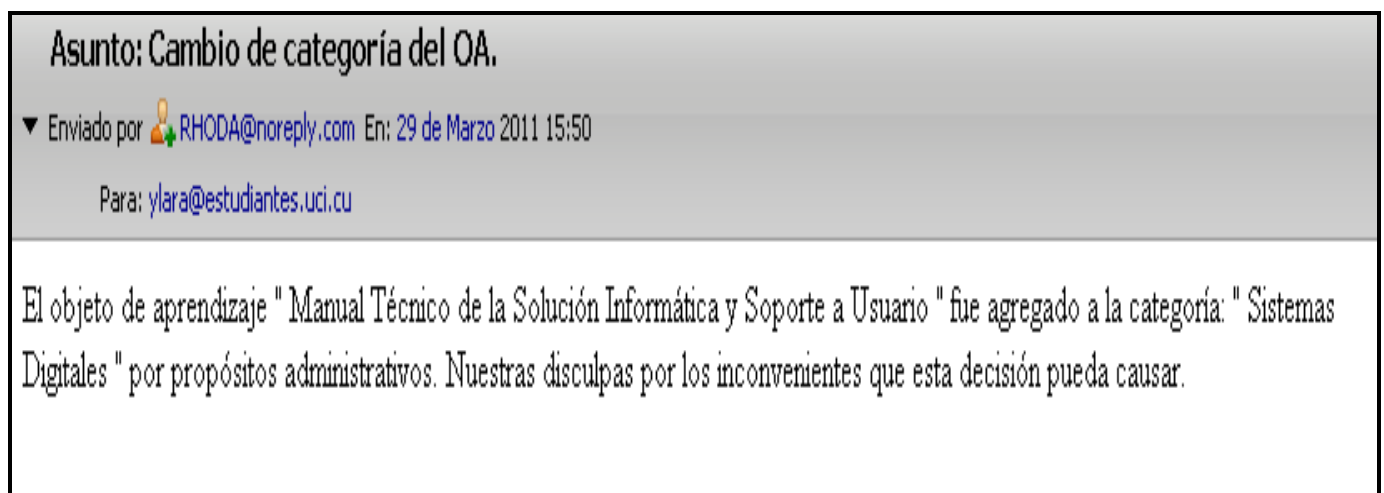 Asunto: Cambio de categoría del OA.
Enviado por RHODA@noreply.com En: 29 de Marzo 2011 15:50
Para: ylara@estudiantes.uci.cu
El objeto de aprendizaje " Manual Técnico de la Solución Informática y Soporte a Usuario " fue agregado a la categoría: " Sistemas
Digitales " por propósitos administrativos. Nuestras disculpas por los inconvenientes que esta decisión pueda causar.